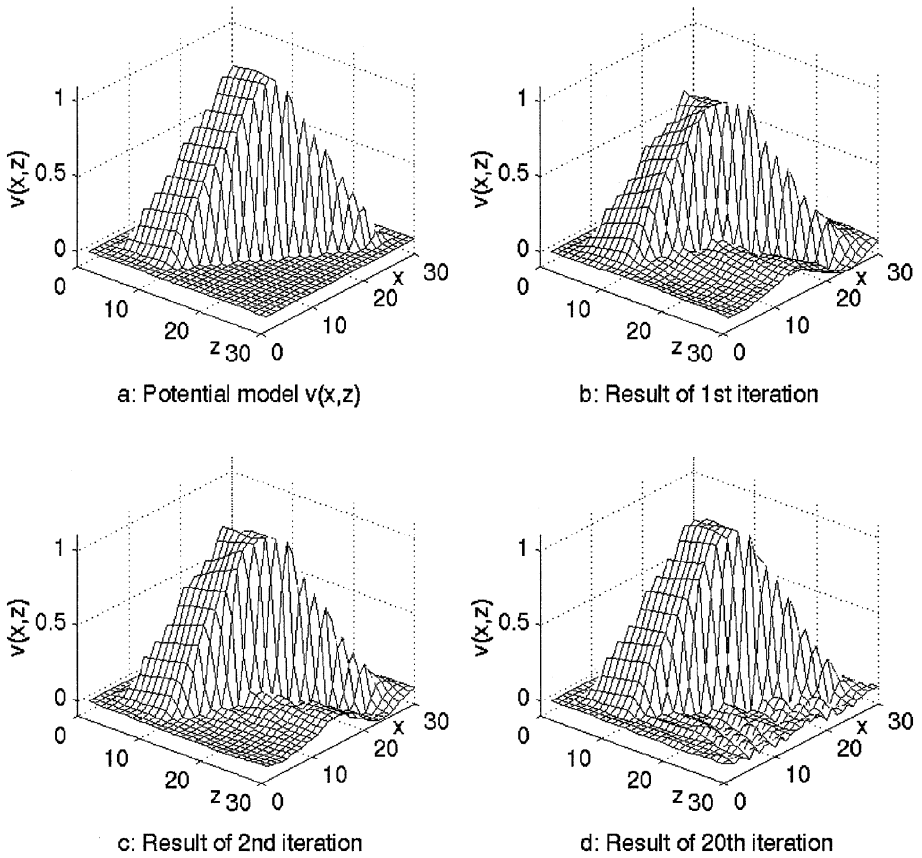 1
0.5
0
v(x,z)
0
10
20
30
z
0
10
20
30
x
a: Potential model v(x,z)
1
0.5
0
v(x,z)
0
10
20
30
z
0
10
20
30
x
b: Result of 1st iteration
1
0.5
0
v(x,z)
0
10
20
30
z
0
10
20
30
x
c: Result of 2nd iteration
1
0.5
0
v(x,z)
0
10
20
30
z
0
10
20
30
x
d: Result of 20th iteration